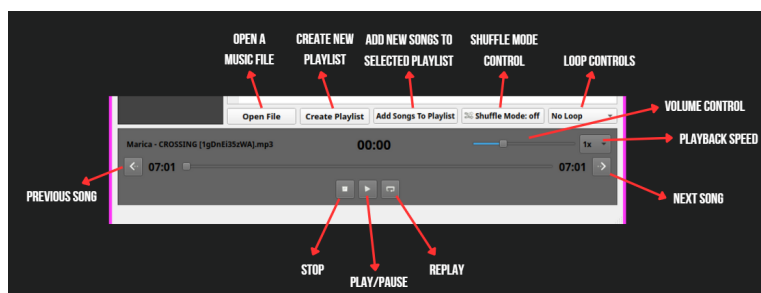 OPEN A
MUSIC FILE
CREATE NEW
PLAYLIST
ADD NEW SONGS TO
SELECTED PLAYLIST
SHUFFLE MODE
CONTROL
LOOP CONTROLS
Open File
Create Playlist
Add Songs To Playlist
Shuffle Mode: off
No Loop
VOLUME CONTROL
Marica - CROSSING [1gDnEi35zWA].mp3
00:00
1x
PLAYBACK SPEED
07:01
07:01
PREVIOUS SONG
NEXT SONG
STOP
PLAY/PAUSE
REPLAY